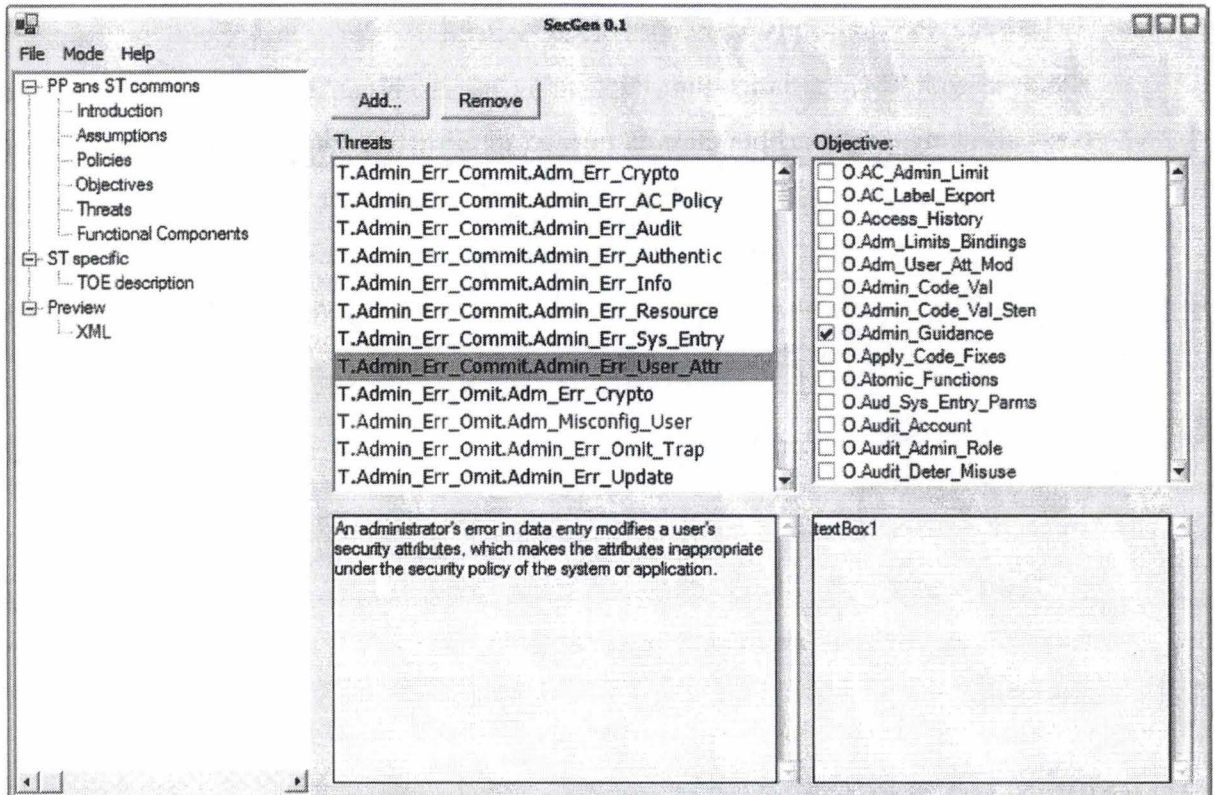 SecGen 0.1
File Mode Help
PP ans ST commons
Introduction
Assumptions
Policies
Objectives
Threats
Functional Components
ST specific
TOE description
Preview
XML
Add... Remove
Threats
T.Admin_Err_Commit.Adm_Err_Crypto
T.Admin_Err_Commit.Admin_Err_AC_Policy
T.Admin_Err_Commit.Admin_Err_Audit
T.Admin_Err_Commit.Admin_Err_Authentic
T.Admin_Err_Commit.Admin_Err_Info
T.Admin_Err_Commit.Admin_Err_Resource
T.Admin_Err_Commit.Admin_Err_Sys_Entry
T.Admin_Err_Commit.Admin_Err_User_Attr
T.Admin_Err_Omit.Adm_Err_Crypto
T.Admin_Err_Omit.Adm_Misconfig_User
T.Admin_Err_Omit.Admin_Err_Omit_Trap
T.Admin_Err_Omit.Admin_Err_Update
Objective:
O.AC_Admin_Limit
O.AC_Label_Export
O.Access_History
O.Adm_Limits_Bindings
O.Adm_User_Att_Mod
O.Admin_Code_Val
O.Admin_Code_Val_Sten
O.Admin_Guidance
O.Apply_Code_Fixes
O.Atomic_Functions
O.Aud_Sys_Entry_Parms
O.Audit_Account
O.Audit_Admin_Role
O.Audit_Deter_Misuse
An administrator's error in data entry modifies a user's
security attributes, which makes the attributes inappropriate
under the security policy of the system or application.
textBox1